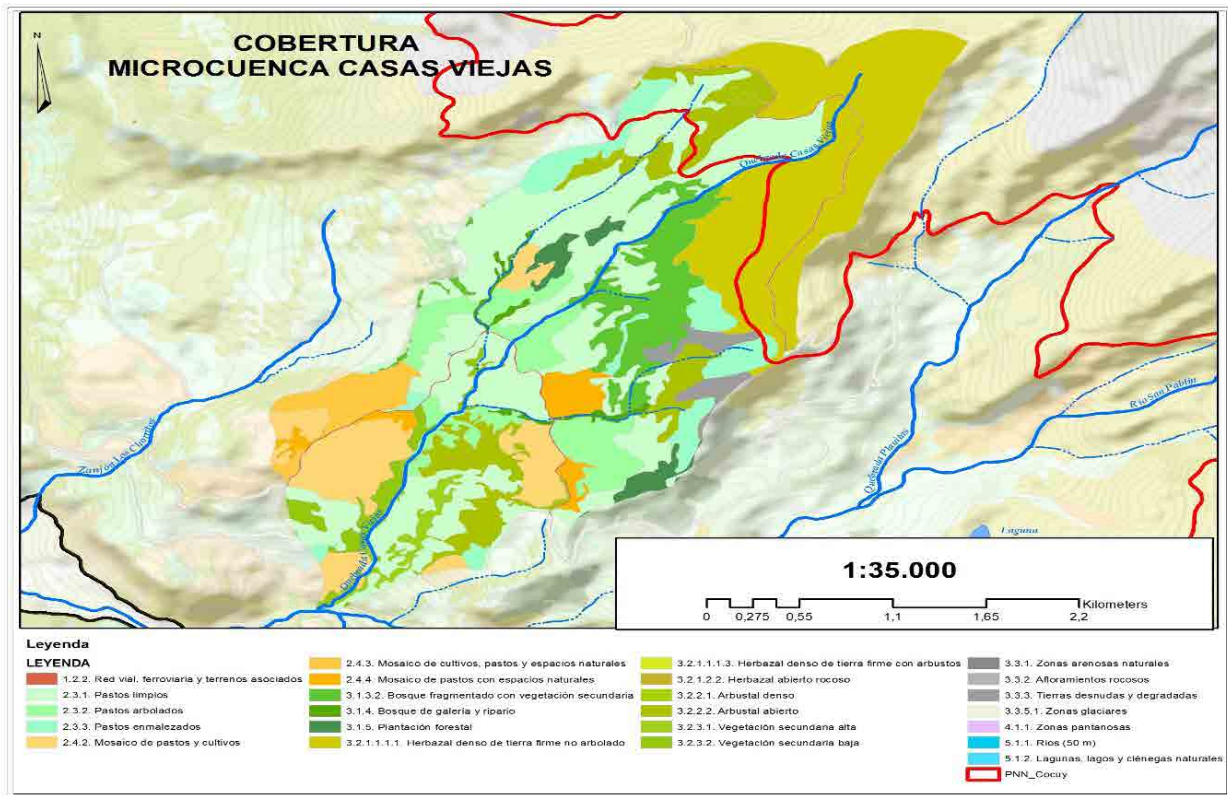 COBERTURA
MICROCUENCA CASAS VIEJAS
N
Quebrada Casas Viejas
Zanjón Los Chombos
Quebrada Casas Viejas
Quebrada Playitas
Río San Pablín
Laguna
1:35.000
Kilometers
0 0,275 0,55 1,1 1,65 2,2
Leyenda
LEYENDA
1.2.2. Red vial, ferroviaria y terrenos asociados
2.3.1. Pastos limpios
2.3.2. Pastos arbolados
2.3.3. Pastos enmalezados
2.4.2. Mosaico de pastos y cultivos
2.4.3. Mosaico de cultivos, pastos y espacios naturales
2.4.4. Mosaico de pastos con espacios naturales
3.1.3.2. Bosque fragmentado con vegetación secundaria
3.1.4. Bosque de galería y ripario
3.1.5. Plantación forestal
3.2.1.1.1.1. Herbazal denso de tierra firme no arbolado
3.2.1.1.1.3. Herbazal denso de tierra firme con arbustos
3.2.1.2.2. Herbazal abierto rocoso
3.2.2.1. Arbustal denso
3.2.2.2. Arbustal abierto
3.2.3.1. Vegetación secundaria alta
3.2.3.2. Vegetación secundaria baja
3.3.1. Zonas arenosas naturales
3.3.2. Afloramientos rocosos
3.3.3. Tierras desnudas y degradadas
3.3.5.1. Zonas glaciares
4.1.1. Zonas pantanosas
5.1.1. Ríos (50 m)
5.1.2. Lagunas, lagos y ciénegas naturales
PNN_Cocuy